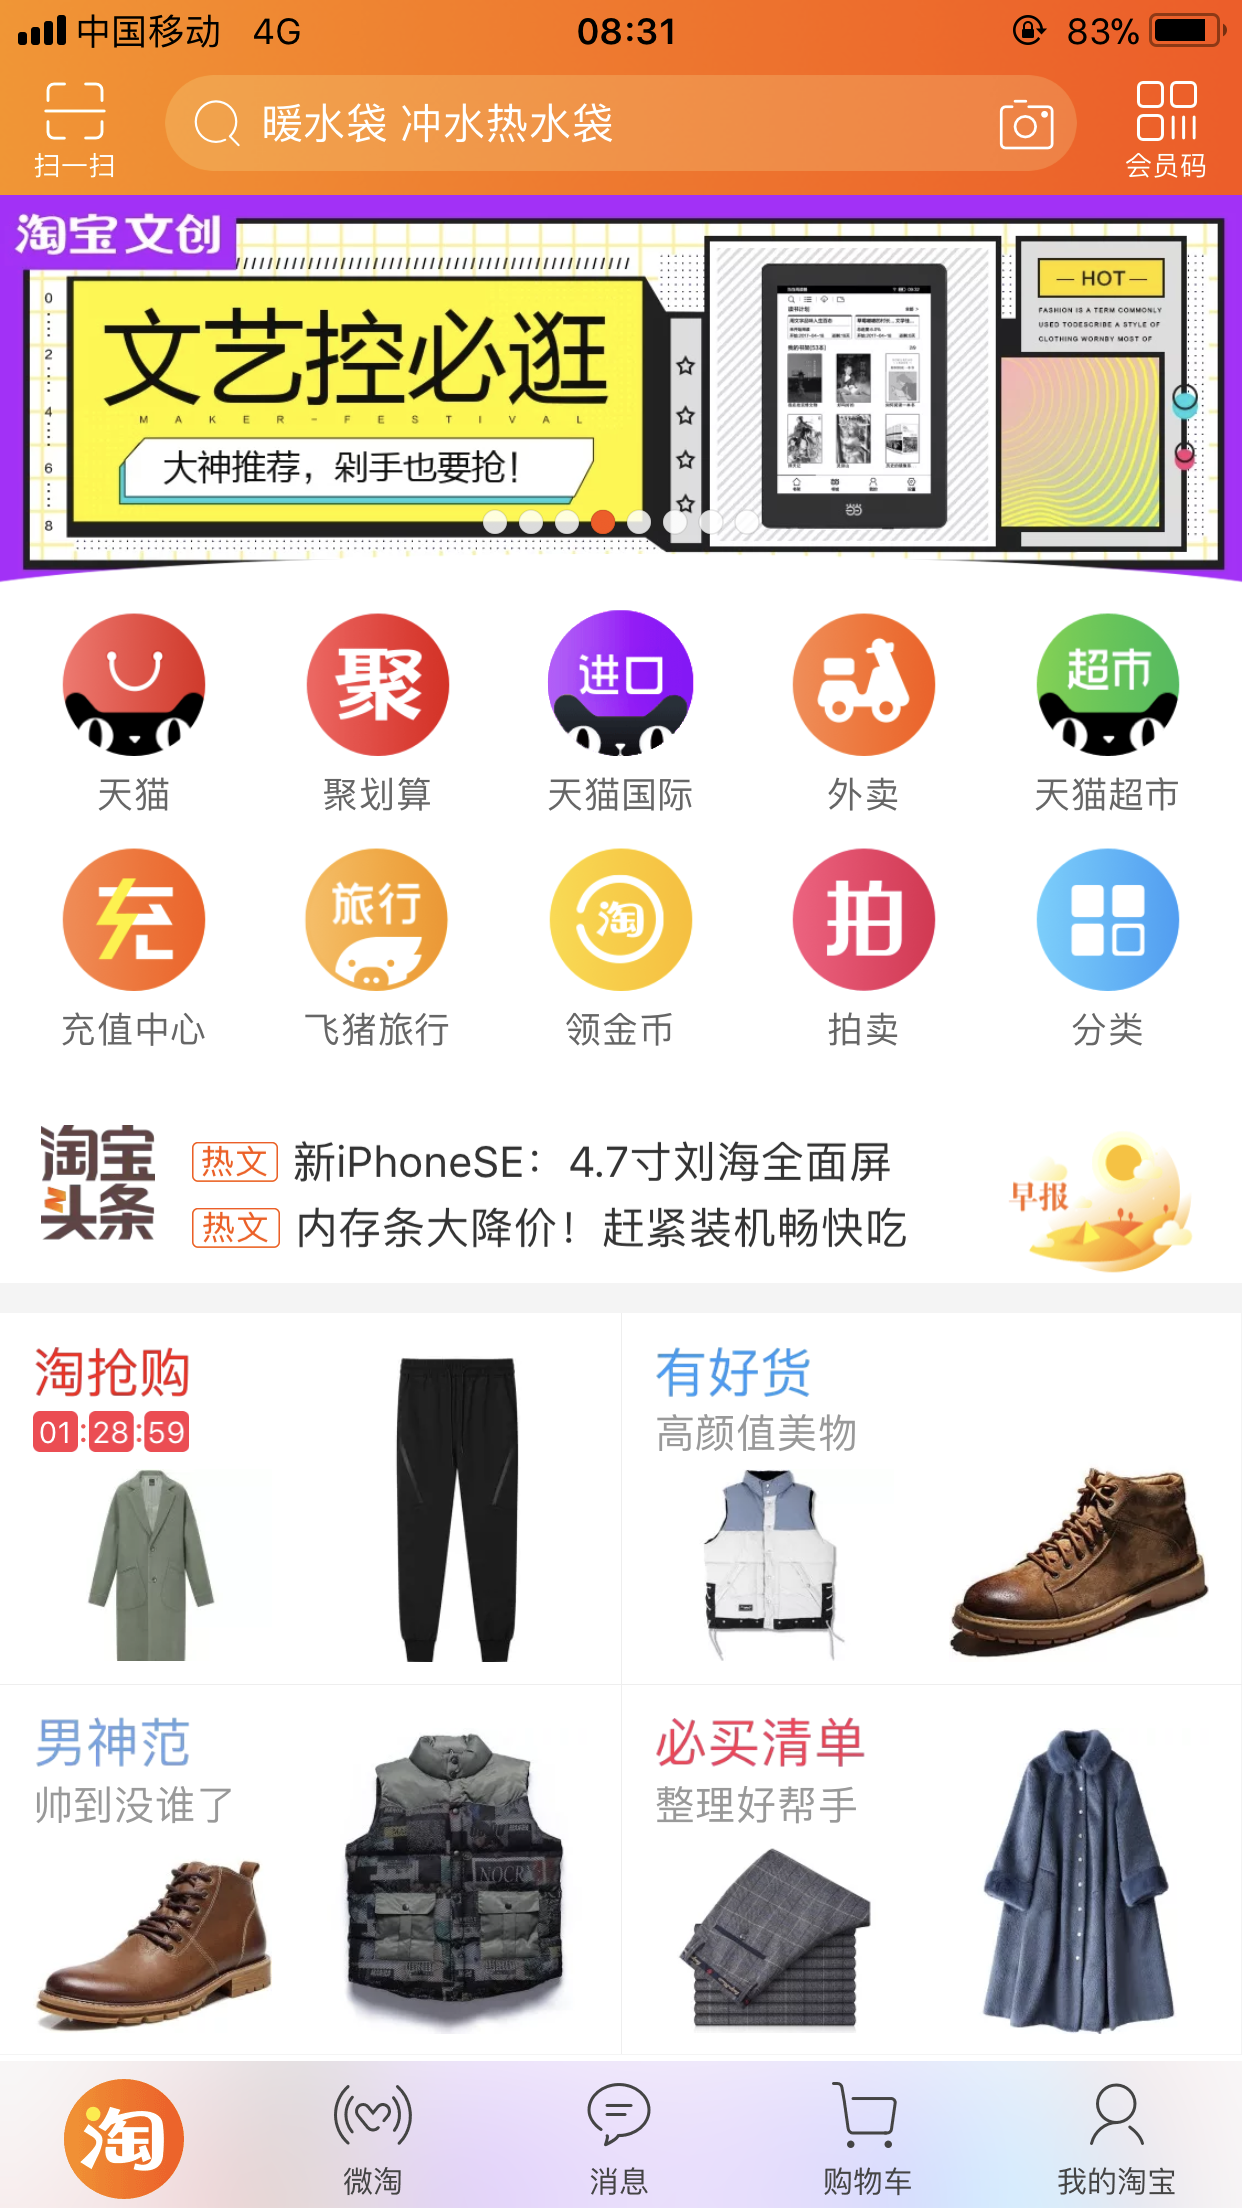 中国移动 4G 08:31 83%
暖水袋 冲水热水袋
扫一扫
会员码
淘宝文创
HOT
FASHION IS A TERM COMMONLY
USED TODESCRIBE A STYLE OF
CLOTHING WORNBY MOST OF
0
2
4
6
8
文艺控必逛
MAKER-FESTIVAL
大神推荐，剁手也要抢！
进口
超市
聚
天猫
聚划算
天猫国际
外卖
天猫超市
充
旅行
淘
拍
充值中心
飞猪旅行
领金币
拍卖
分类
淘宝
头条
热文 新iPhoneSE：4.7寸刘海全面屏
热文 内存条大降价！赶紧装机畅快吃
早报
淘抢购
01:28:59
有好货
高颜值美物
男神范
帅到没谁了
必买清单
整理好帮手
淘
微淘
消息
购物车
我的淘宝